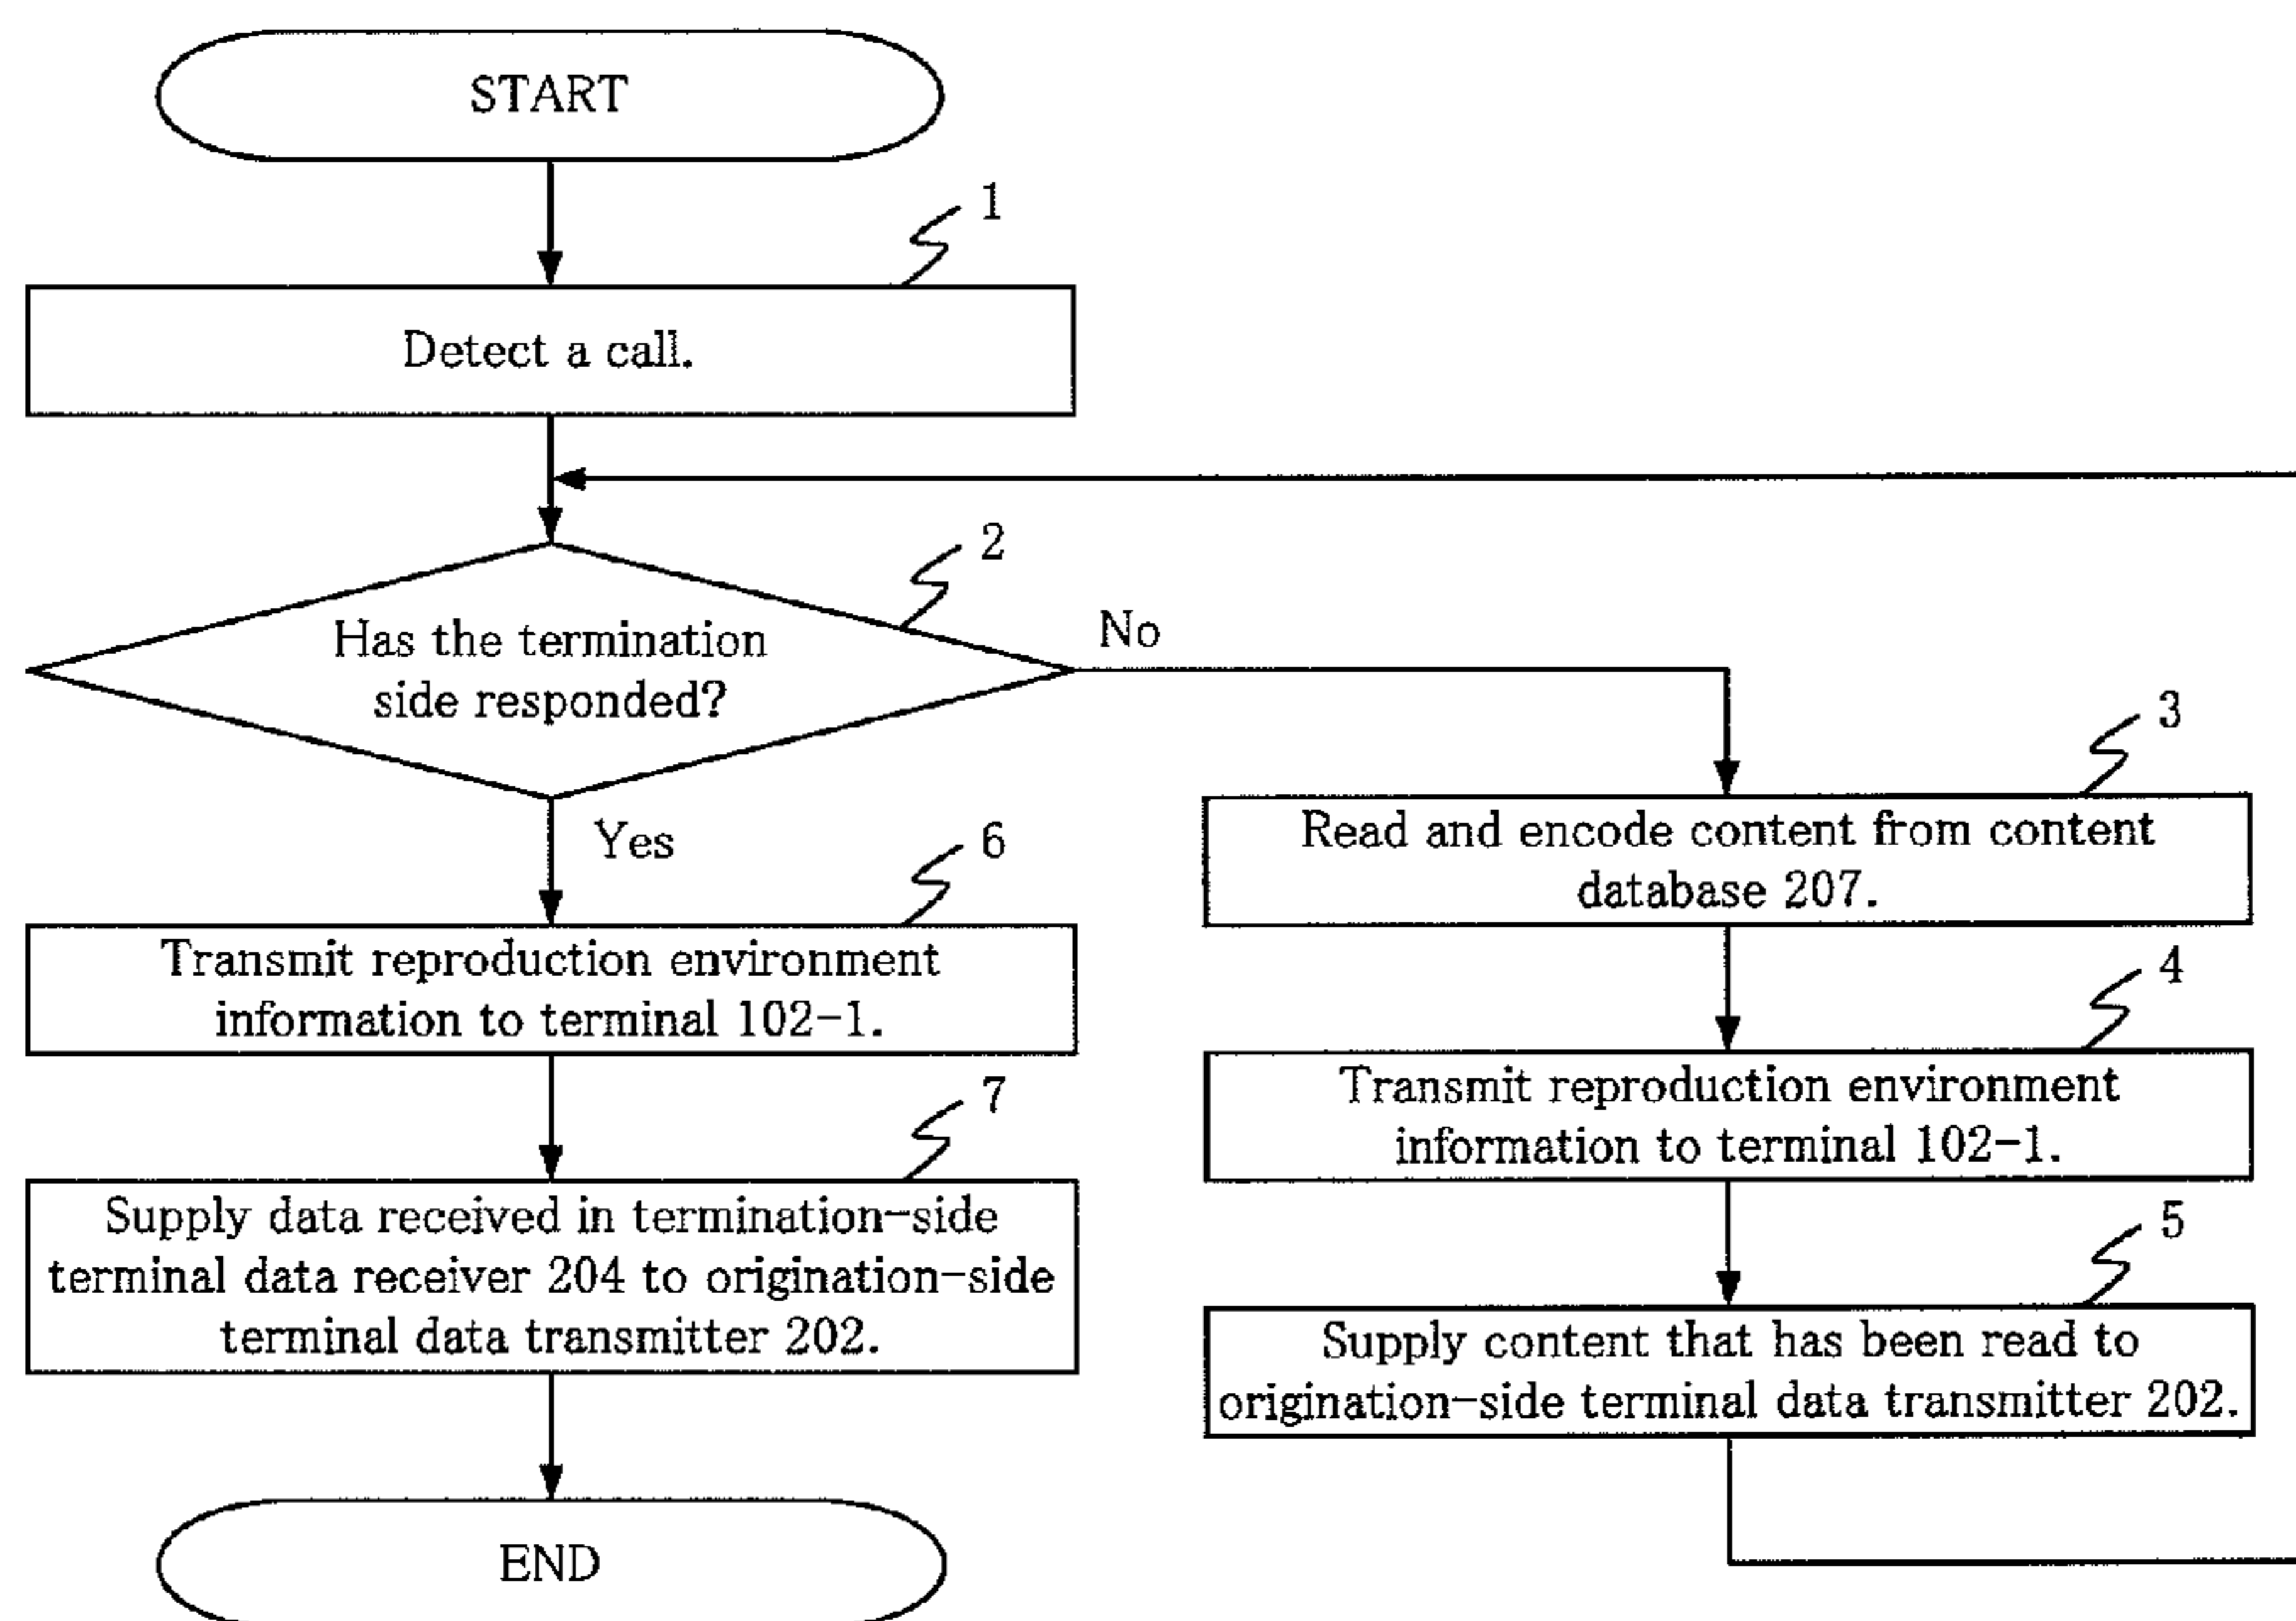 START
1
Detect a call.
2
Has the termination
side responded?
No
Yes
3
Read and encode content from content
database 207.
4
Transmit reproduction environment
information to terminal 102-1.
5
Supply content that has been read to
origination-side terminal data transmitter 202.
6
Transmit reproduction environment
information to terminal 102-1.
7
Supply data received in termination-side
terminal data receiver 204 to origination-side
terminal data transmitter 202.
END